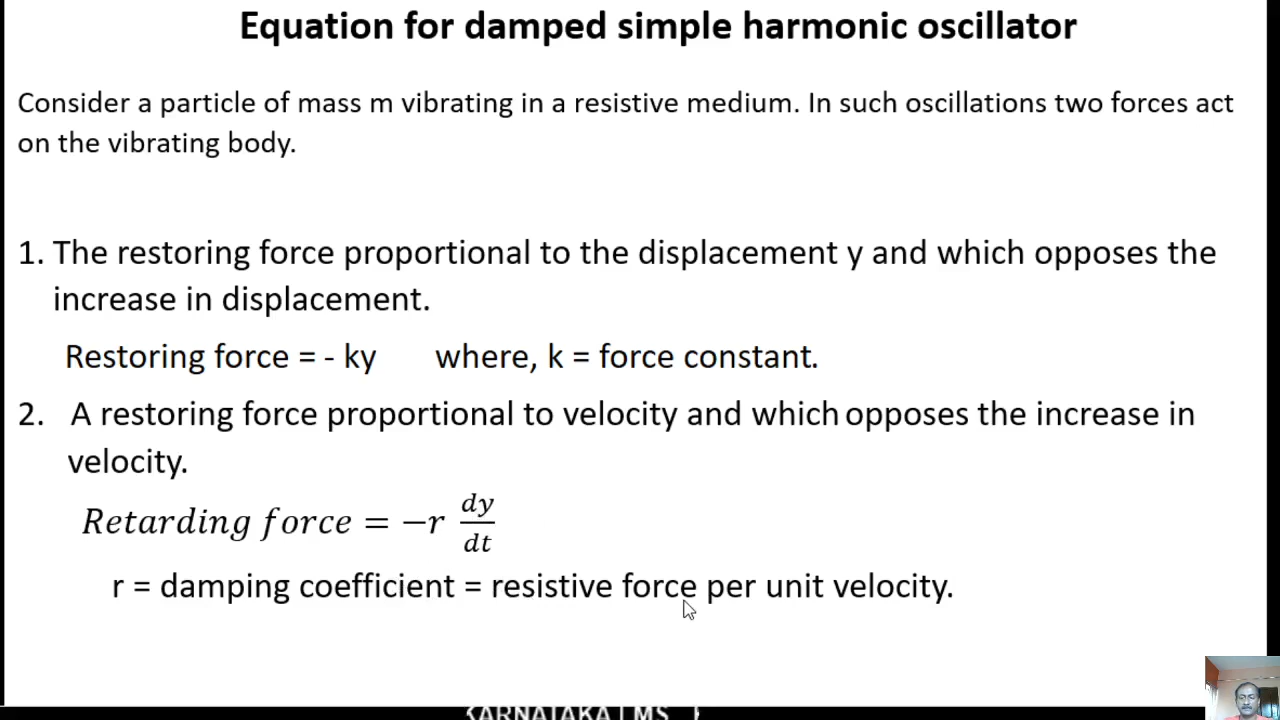 Equation for damped simple harmonic oscillator
Consider a particle of mass m vibrating in a resistive medium. In such oscillations two forces act
on the vibrating body.
1. The restoring force proportional to the displacement y and which opposes the
increase in displacement.
Restoring force = - ky where, k = force constant.
2. A restoring force proportional to velocity and which opposes the increase in
velocity.
Retarding force = −r dy/dt
r = damping coefficient = resistive force per unit velocity.
KARNATAKA LMS